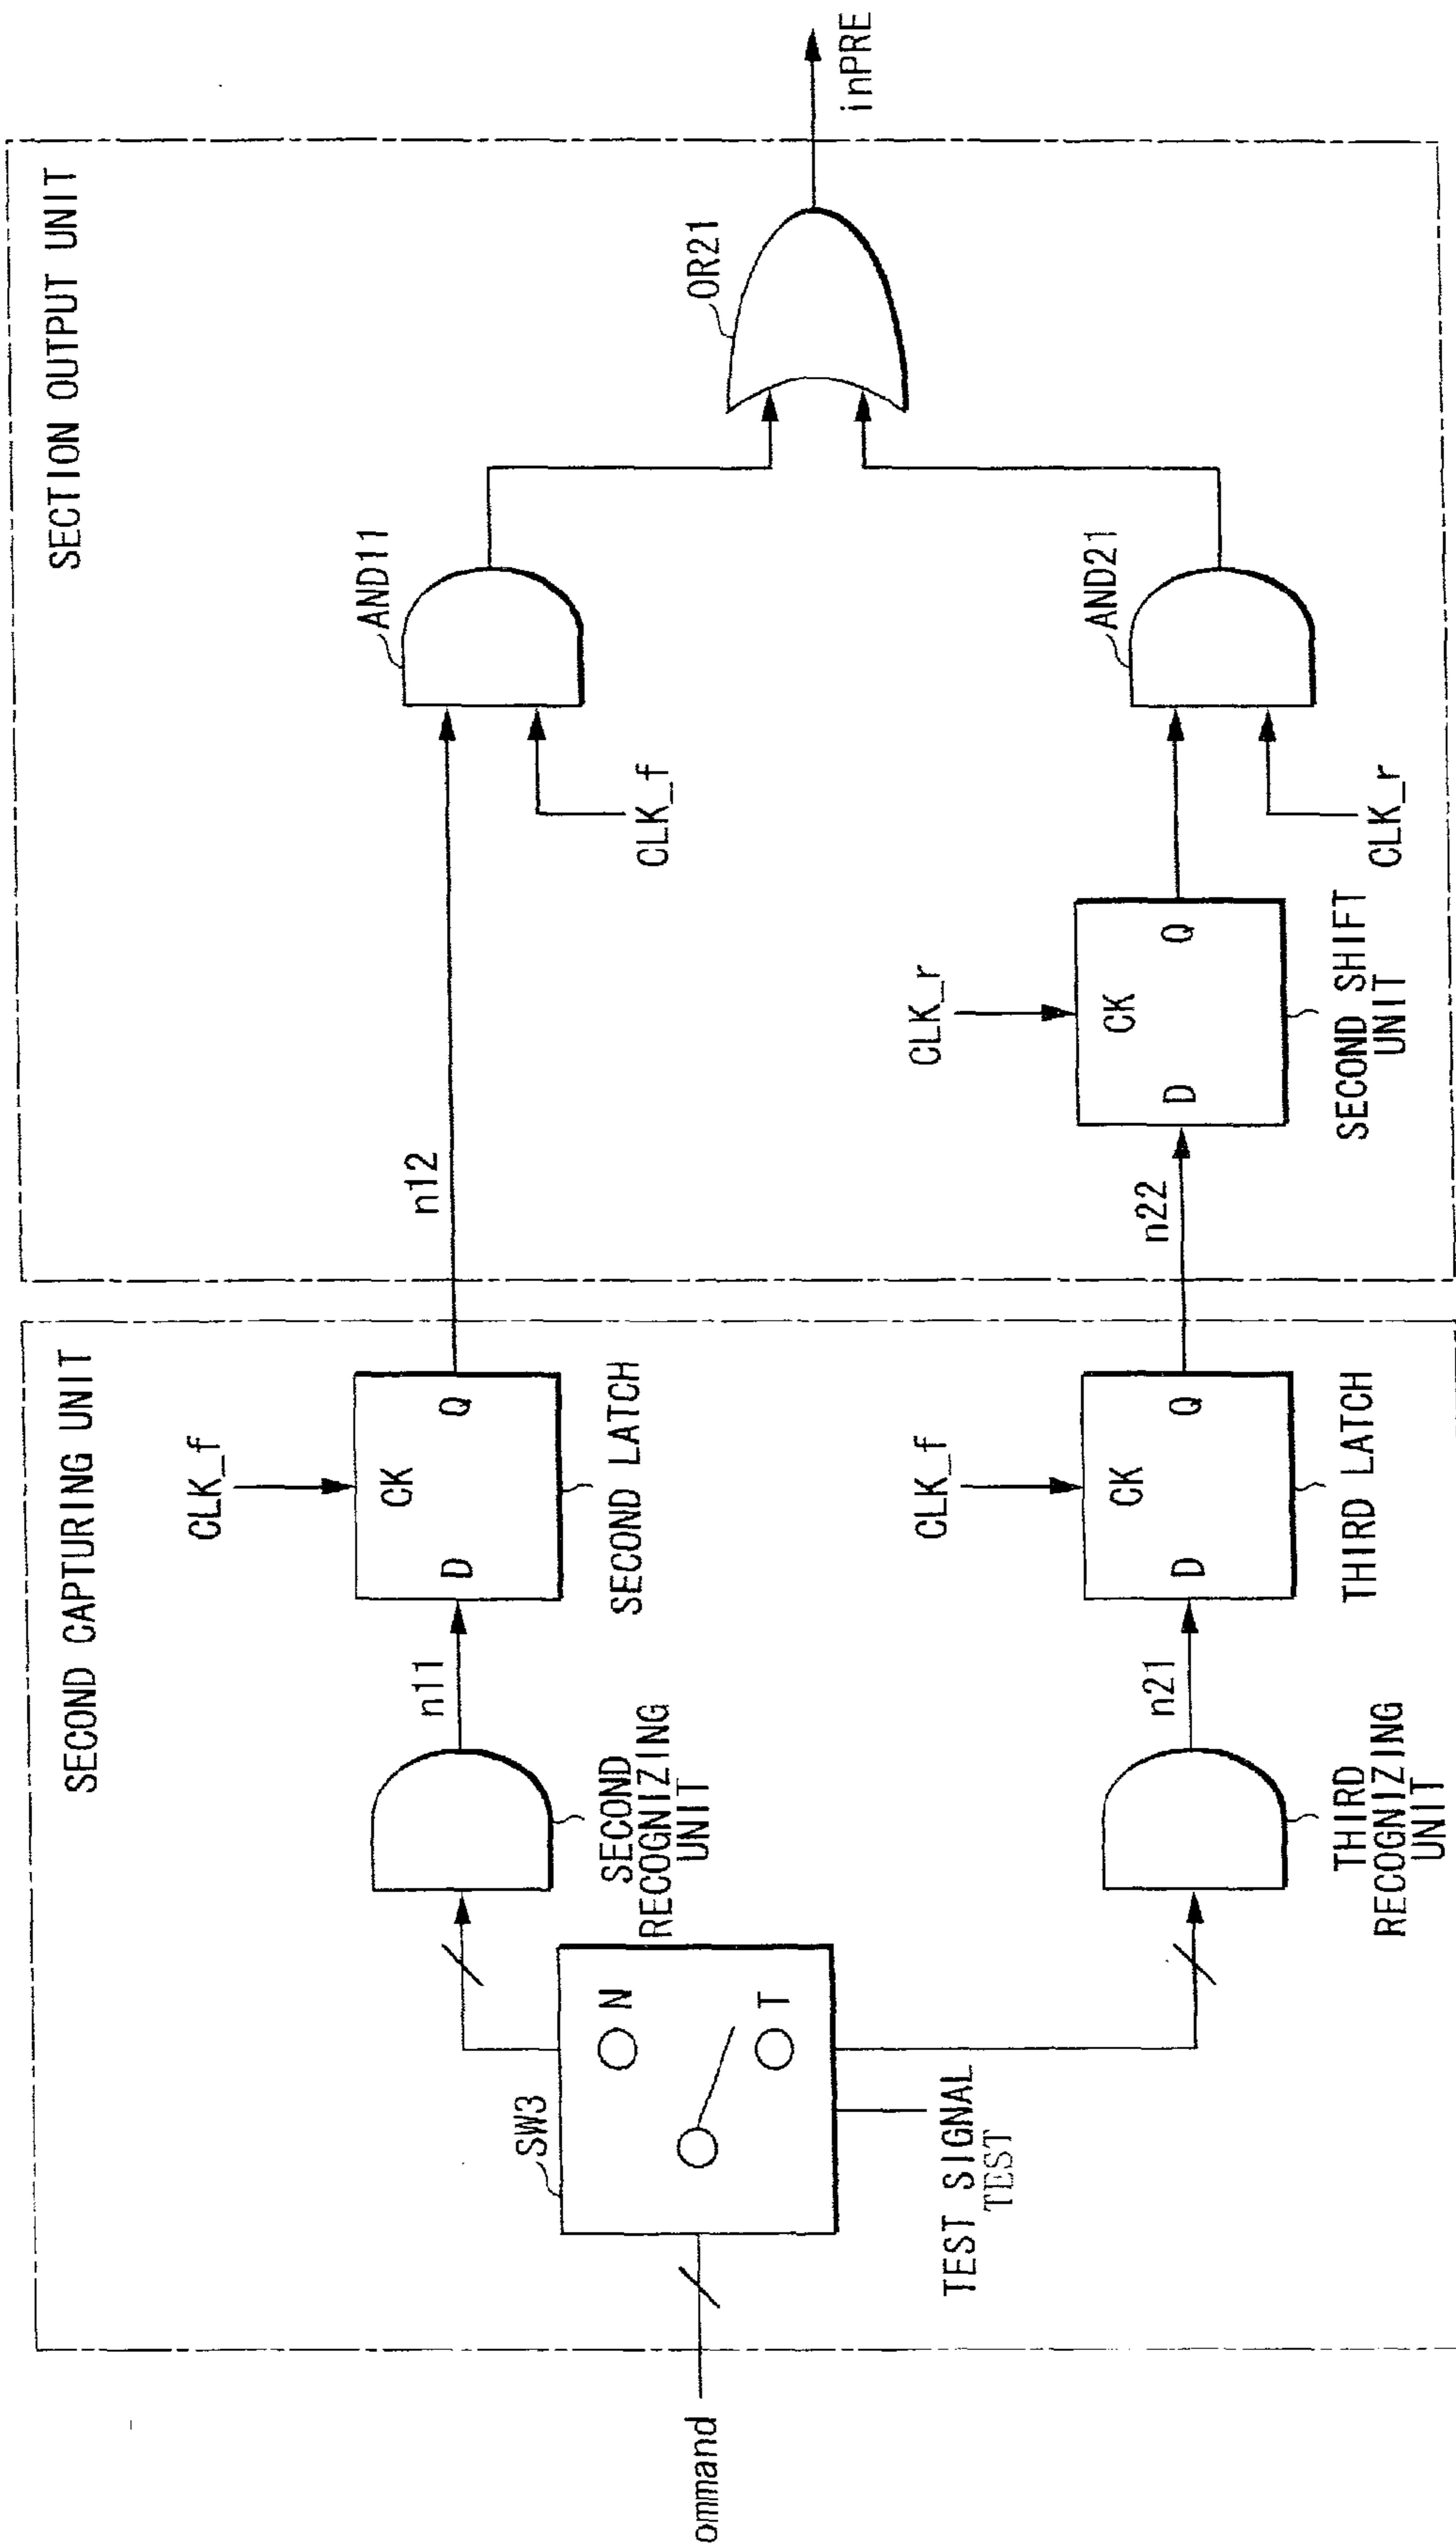 SECOND CAPTURING UNIT
SECTION OUTPUT UNIT
ommand
SW3
N
T
TEST SIGNAL
TEST
SECOND
RECOGNIZING
UNIT
n11
CLK_f
D
CK
Q
SECOND LATCH
n12
CLK_f
AND11
THIRD
RECOGNIZING
UNIT
n21
CLK_f
D
CK
Q
THIRD LATCH
n22
CLK_r
D
CK
Q
SECOND SHIFT
UNIT
CLK_r
AND21
OR21
inPRE